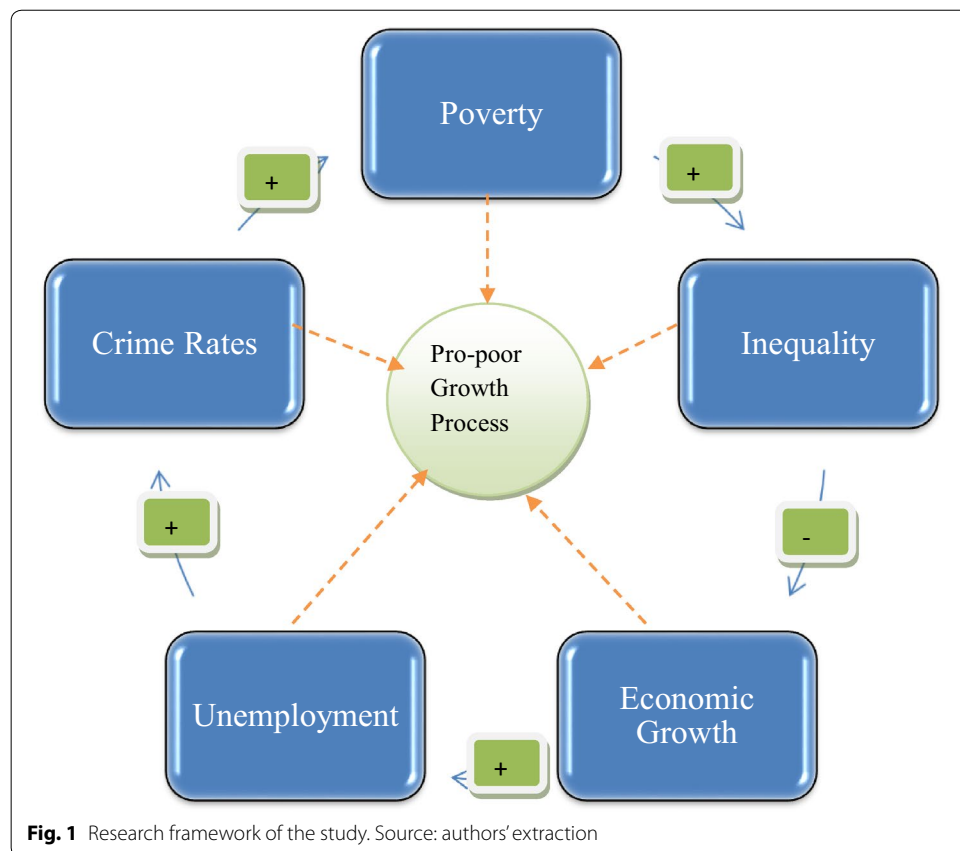 Poverty
+
+
Crime Rates
Inequality
Pro-poor
Growth
Process
+
-
Unemployment
+
Economic
Growth
Fig. 1 Research framework of the study. Source: authors’ extraction